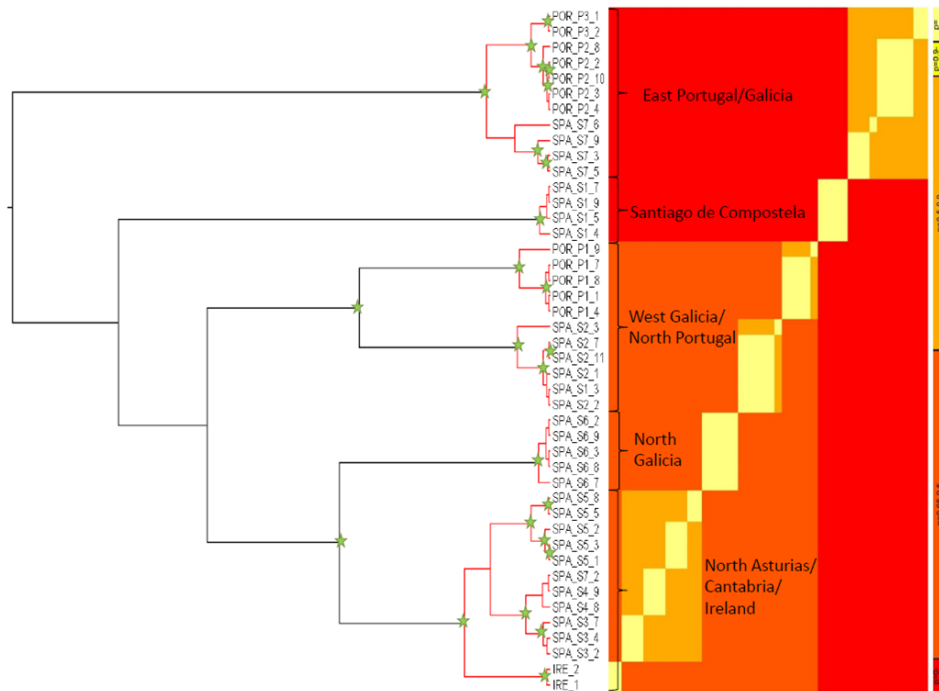 POR_P3_1
POR_P3_2
POR_P2_8
POR_P2_2
POR_P2_10
POR_P2_3
POR_P2_4
SPA_S7_6
SPA_S7_9
SPA_S7_3
SPA_S7_5
SPA_S1_7
SPA_S1_9
SPA_S1_5
SPA_S1_4
POR_P1_9
POR_P1_7
POR_P1_8
POR_P1_1
POR_P1_4
SPA_S2_3
SPA_S2_7
SPA_S2_11
SPA_S2_1
SPA_S1_3
SPA_S2_2
SPA_S6_2
SPA_S6_9
SPA_S6_3
SPA_S6_8
SPA_S6_7
SPA_S5_8
SPA_S5_5
SPA_S5_2
SPA_S5_3
SPA_S5_1
SPA_S7_2
SPA_S4_9
SPA_S4_8
SPA_S3_7
SPA_S3_4
SPA_S3_2
IRE_2
IRE_1
East Portugal/Galicia
Santiago de Compostela
West Galicia/
North Portugal
North
Galicia
North Asturias/
Cantabria/
Ireland
p=
p=0.9-